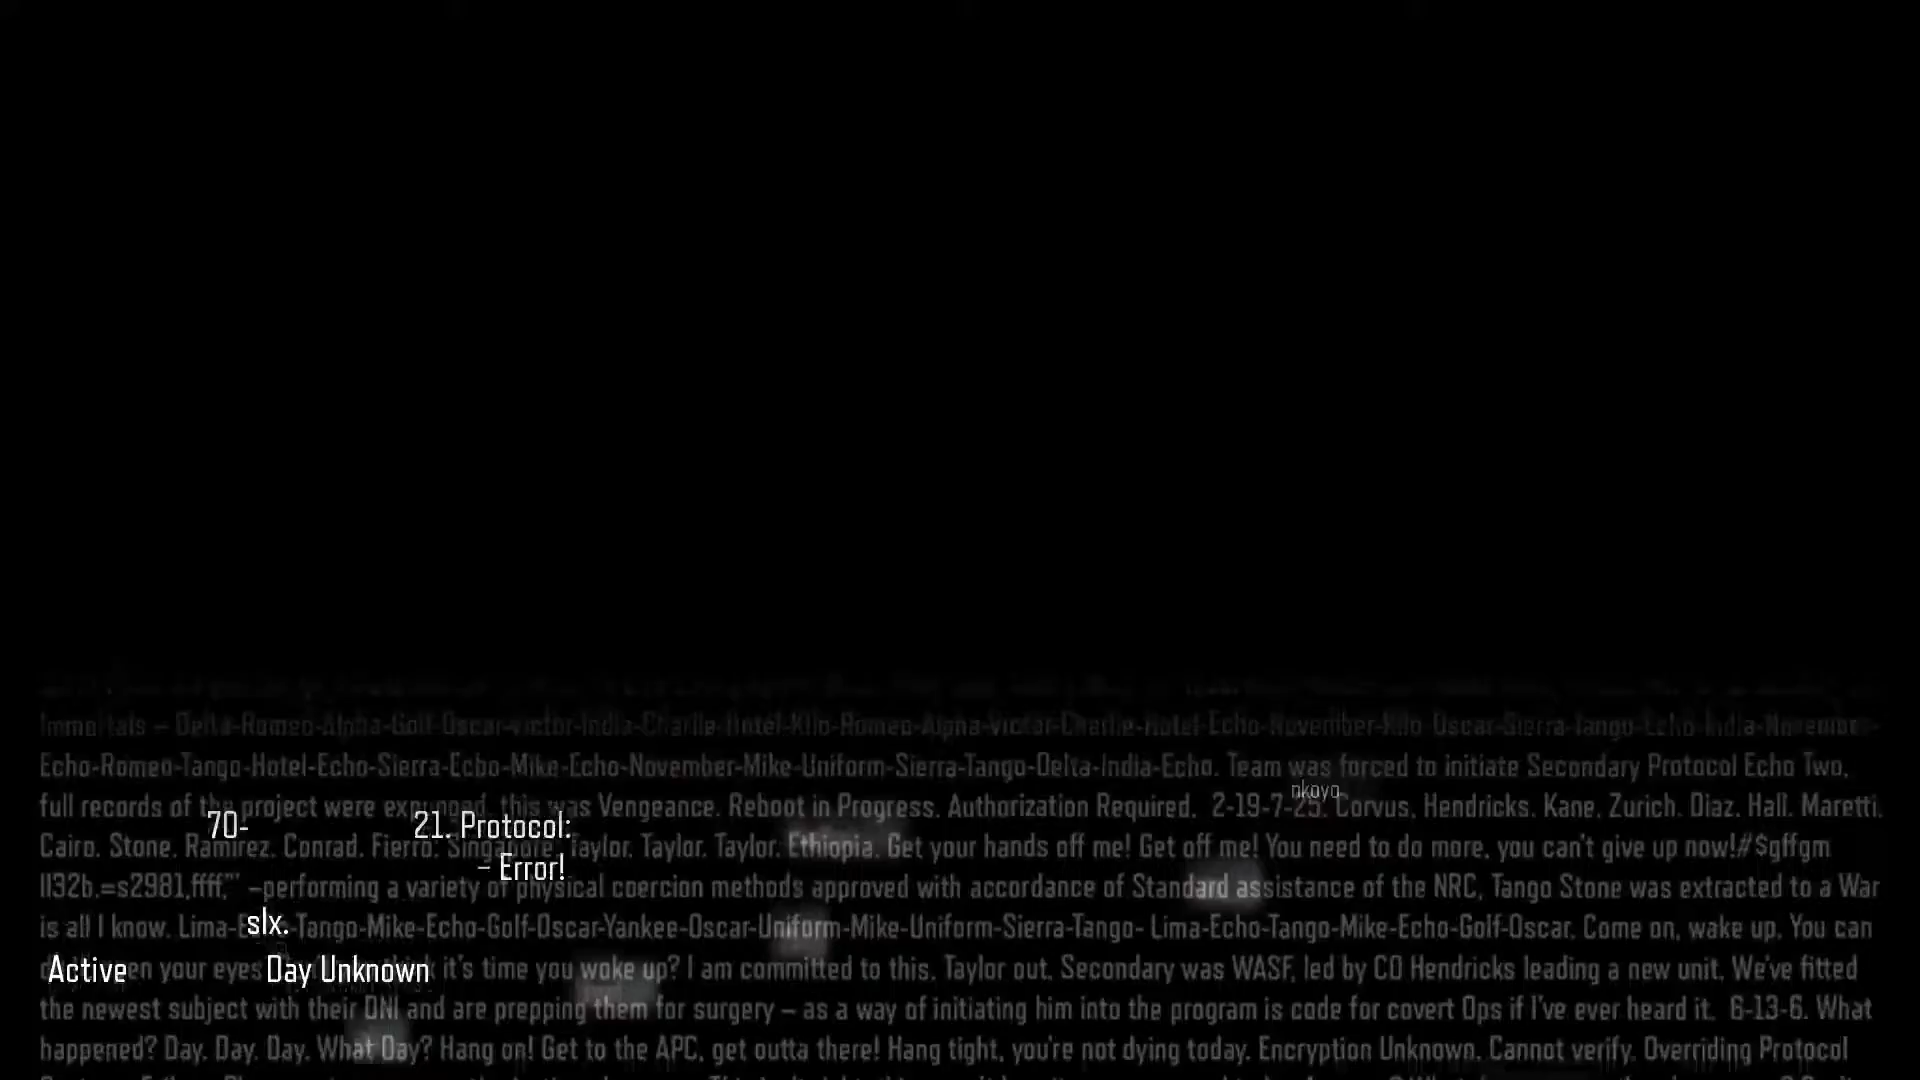 Immortals – Delta-Romeo-Alpha-Golf-Oscar-victor-India-Charlie-Hotel-Kilo-Romeo-Alpha-victor-Charlie-Hotel-Echo-November-Kilo Oscar-Sierra-Tango-Echo-India-November-
Echo-Romeo-Tango-Hotel-Echo-Sierra-Ecbo-Mike-Echo-November-Mike-Uniform-Sierra-Tango-Delta-India-Echo. Team was forced to initiate Secondary Protocol Echo Two,
nkoyo
full records of the project were expunged, this was Vengeance. Reboot in Progress. Authorization Required. 2-19-7-25. Corvus. Hendricks. Kane. Zurich. Diaz. Hall. Maretti.
70- 21. Protocol:
Cairo. Stone. Ramirez. Conrad. Fierro. Singapore. Taylor. Taylor. Taylor. Ethiopia. Get your hands off me! Get off me! You need to do more, you can't give up now!#$gffgm
– Error!
ll32b.=s2981,ffff,"' –performing a variety of physical coercion methods approved with accordance of Standard assistance of the NRC, Tango Stone was extracted to a War
slx.
is all I know. Lima-Tango-Mike-Echo-Golf-Oscar-Yankee-Oscar-Uniform-Mike-Uniform-Sierra-Tango- Lima-Echo-Tango-Mike-Echo-Golf-Oscar. Come on, wake up. You can
Active Day Unknown
your eyes it's time you woke up? I am committed to this. Taylor out. Secondary was WASF, led by CO Hendricks leading a new unit. We've fitted
the newest subject with their DNI and are prepping them for surgery – as a way of initiating him into the program is code for covert Ops if I've ever heard it. 6-13-6. What
happened? Day. Day. Day. What Day? Hang on! Get to the APC, get outta there! Hang tight, you're not dying today. Encryption Unknown. Cannot verify. Overriding Protocol